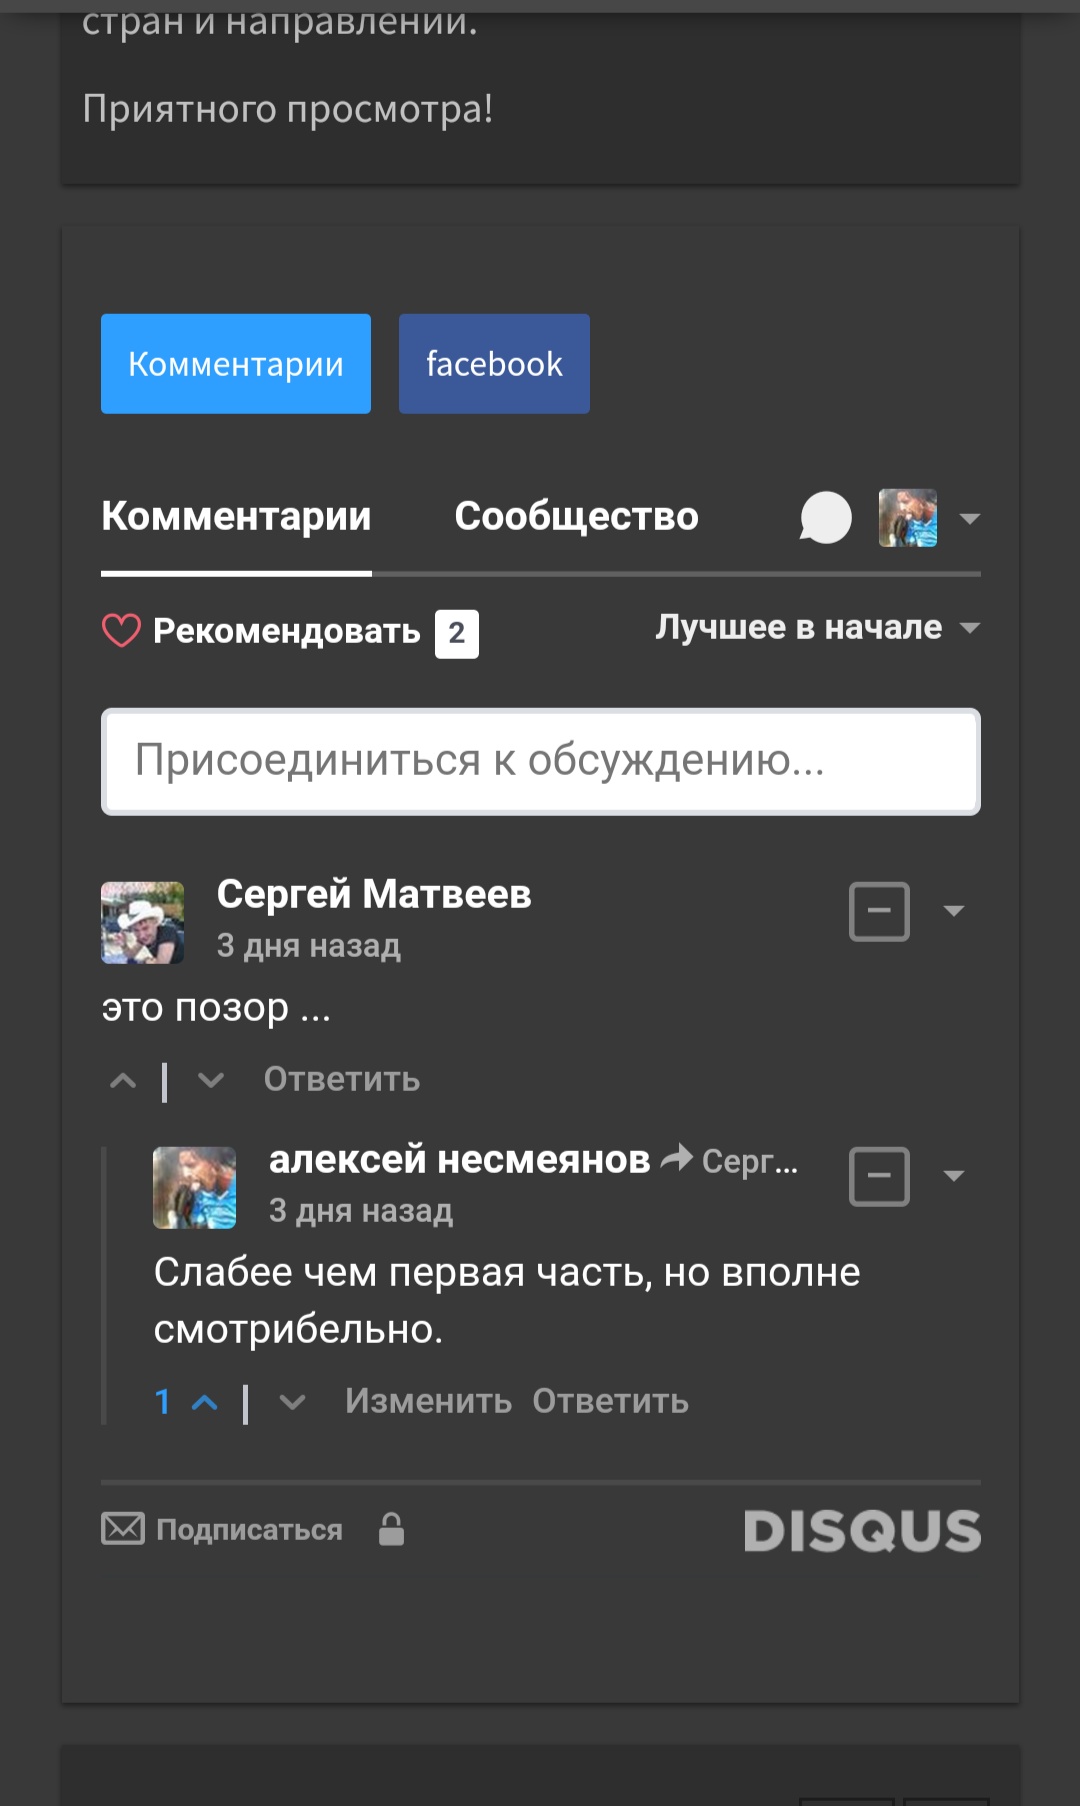 стран и направлений.
Приятного просмотра!
Комментарии facebook
Комментарии Сообщество
Рекомендовать 2 Лучшее в начале
Присоединиться к обсуждению...
Сергей Матвеев
3 дня назад
это позор ...
Ответить
алексей несмеянов Серг...
3 дня назад
Слабее чем первая часть, но вполне
смотрибельно.
1 Изменить Ответить
Подписаться DISQUS